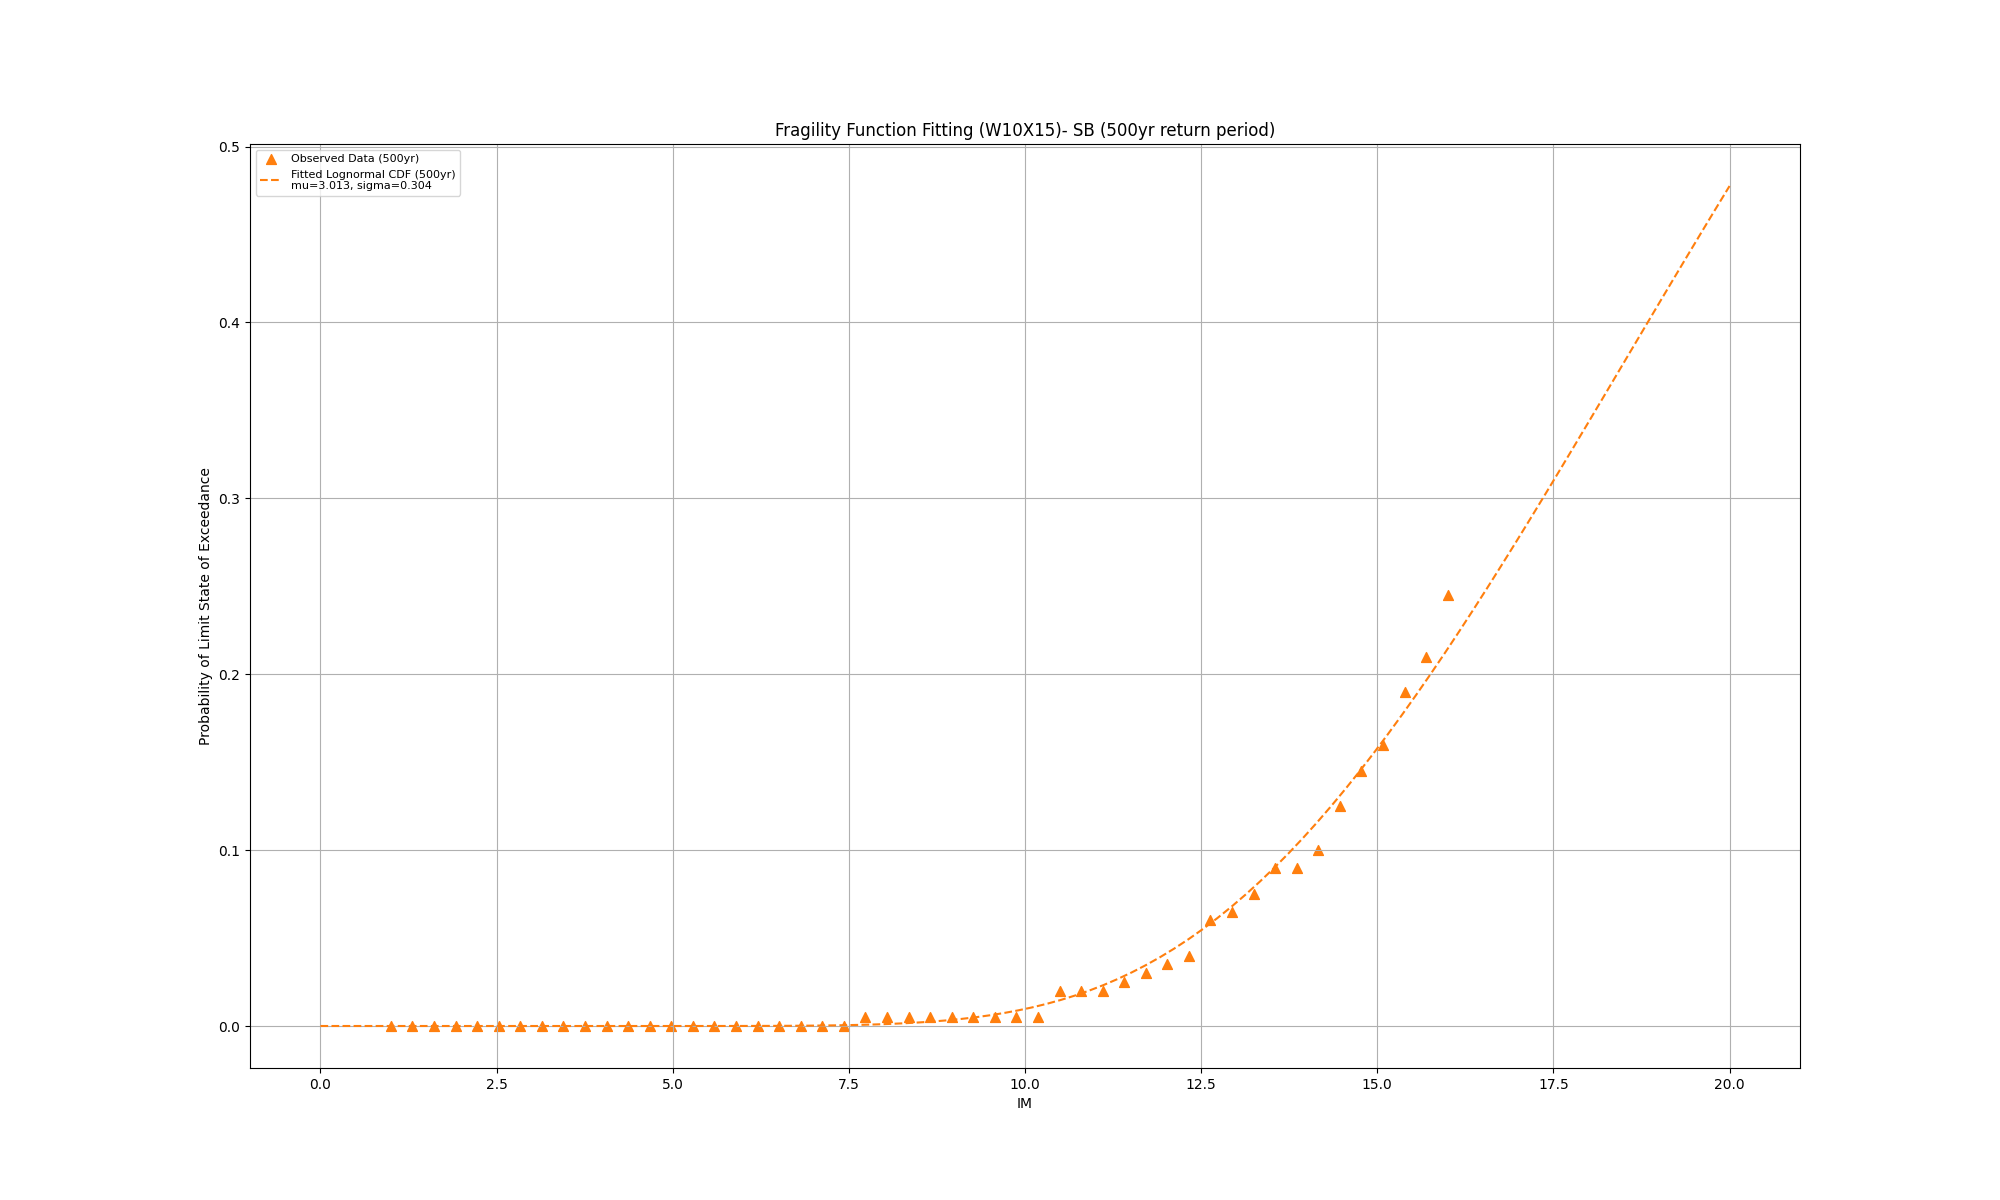 Fragility Function Fitting (W10X15)- SB (500yr return period)
Observed Data (500yr)
Fitted Lognormal CDF (500yr)
mu=3.013, sigma=0.304
Probability of Limit State of Exceedance
0.5
0.4
0.3
0.2
0.1
0.0
0.0 2.5 5.0 7.5 10.0 12.5 15.0 17.5 20.0
IM